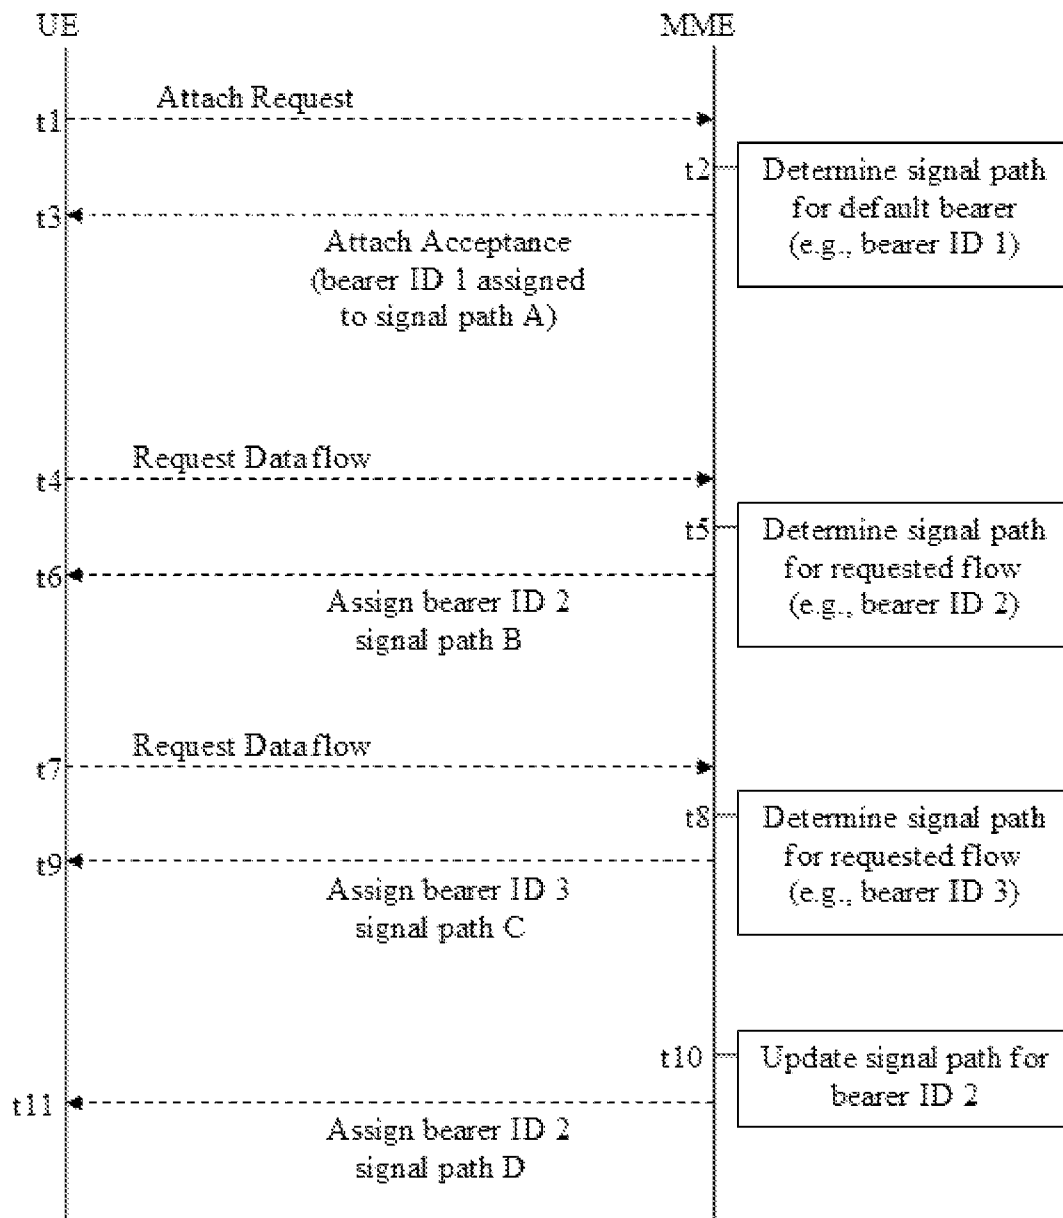 UE
MME
Attach Request
t1
t2
Determine signal path
for default bearer
(e.g., bearer ID 1)
t3
Attach Acceptance
(bearer ID 1 assigned
to signal path A)
Request Data flow
t4
t5
Determine signal path
for requested flow
(e.g., bearer ID 2)
t6
Assign bearer ID 2
signal path B
Request Data flow
t7
t8
Determine signal path
for requested flow
(e.g., bearer ID 3)
t9
Assign bearer ID 3
signal path C
t10
Update signal path for
bearer ID 2
t11
Assign bearer ID 2
signal path D